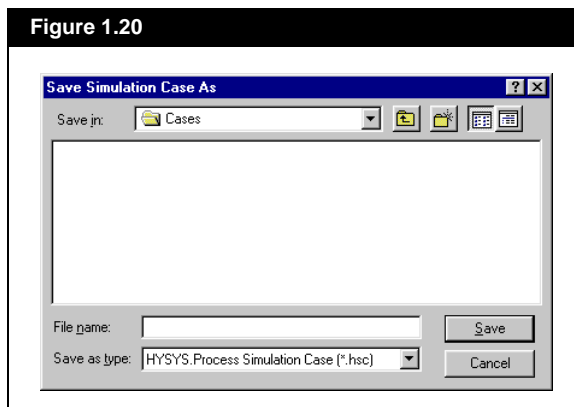 Figure 1.20
Save Simulation Case As
Save in: Cases
File name:
Save
Save as type: HYSYS.Process Simulation Case (*.hsc)
Cancel